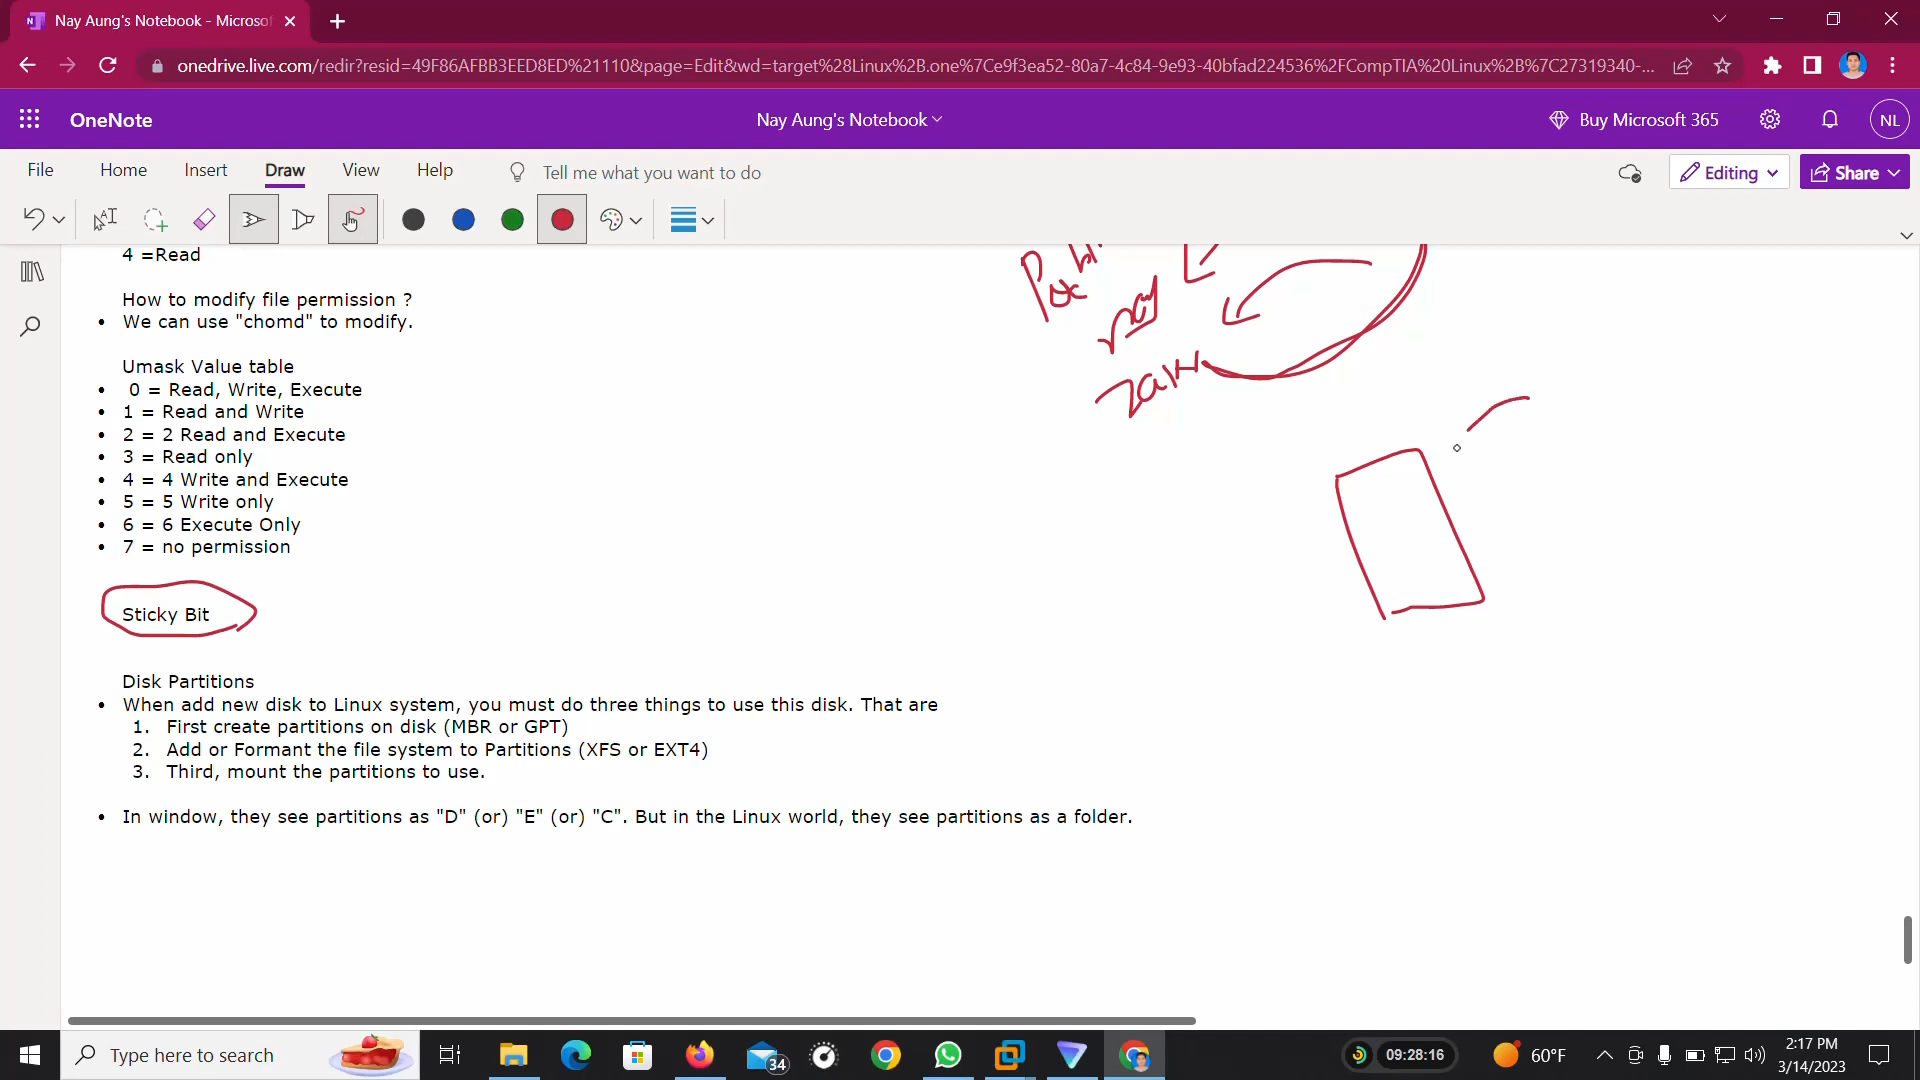 Nay Aung's Notebook - Microsof
onedrive.live.com/redir?resid=49F86AFBB3EED8ED%21110&page=Edit&wd=target%28Linux%2B.one%7Ce9f3ea52-80a7-4c84-9e93-40bfad224536%2FCompTIA%20Linux%2B%7C27319340-...
OneNote
Nay Aung's Notebook
Buy Microsoft 365
NL
File Home Insert Draw View Help Tell me what you want to do
Editing
Share
4 =Read
How to modify file permission ?
• We can use "chomd" to modify.
Umask Value table
• 0 = Read, Write, Execute
• 1 = Read and Write
• 2 = 2 Read and Execute
• 3 = Read only
• 4 = 4 Write and Execute
• 5 = 5 Write only
• 6 = 6 Execute Only
• 7 = no permission
Sticky Bit
Disk Partitions
• When add new disk to Linux system, you must do three things to use this disk. That are
1. First create partitions on disk (MBR or GPT)
2. Add or Formant the file system to Partitions (XFS or EXT4)
3. Third, mount the partitions to use.
• In window, they see partitions as "D" (or) "E" (or) "C". But in the Linux world, they see partitions as a folder.
Type here to search
34
09:28:16
60°F
2:17 PM
3/14/2023